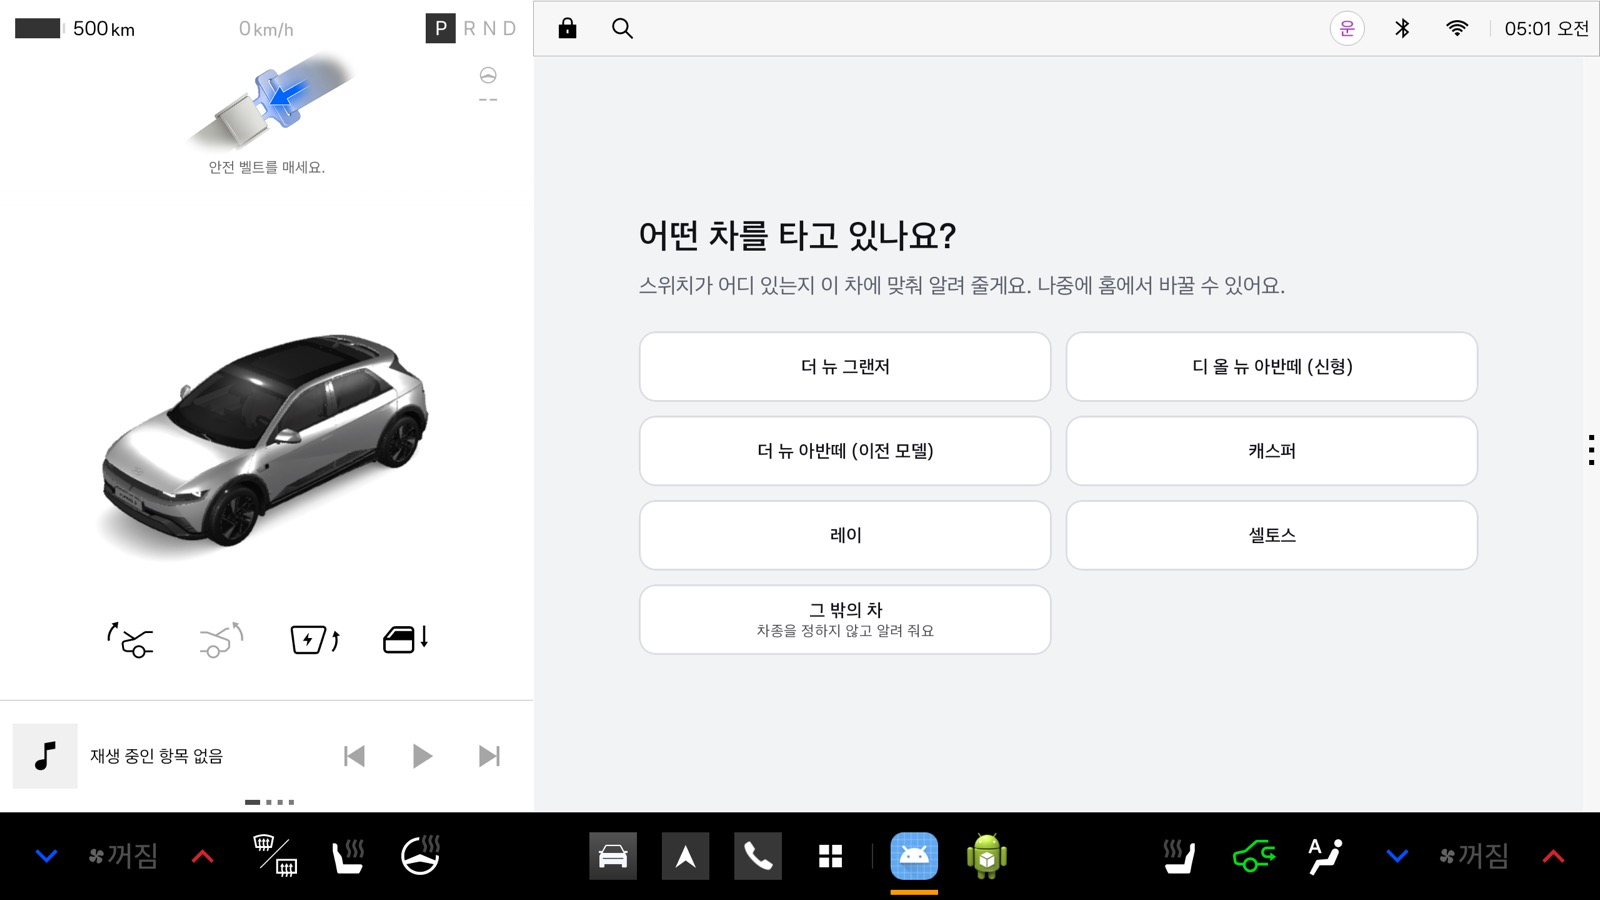 500 km
0 km/h
P R N D
운
05:01 오전
--
안전 벨트를 매세요.
어떤 차를 타고 있나요?
스위치가 어디 있는지 이 차에 맞춰 알려 줄게요. 나중에 홈에서 바꿀 수 있어요.
더 뉴 그랜저
디 올 뉴 아반떼 (신형)
더 뉴 아반떼 (이전 모델)
캐스퍼
레이
셀토스
그 밖의 차
차종을 정하지 않고 알려 줘요
재생 중인 항목 없음
꺼짐
A
꺼짐